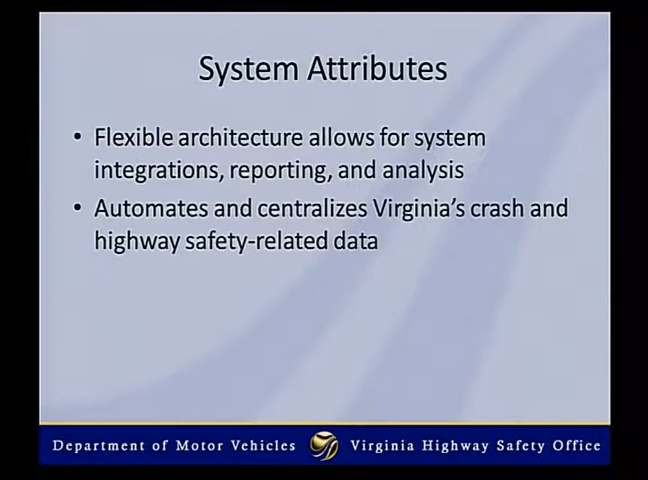 System Attributes
• Flexible architecture allows for system
integrations, reporting, and analysis
• Automates and centralizes Virginia's crash and
highway safety-related data
Department of Motor Vehicles Virginia Highway Safety Office